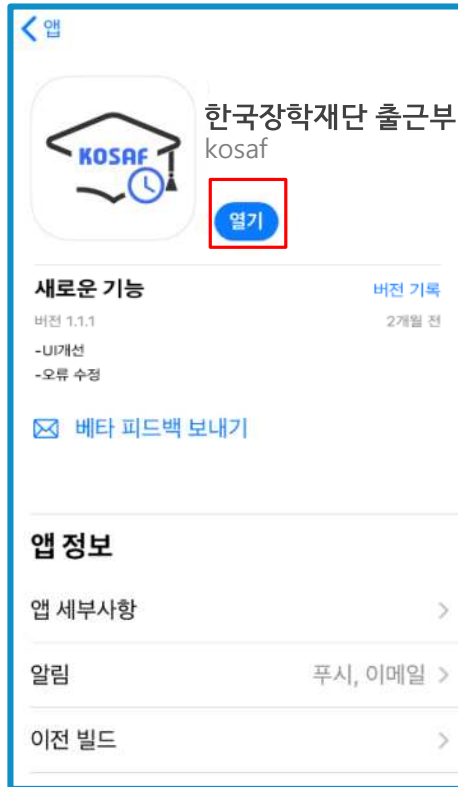 앱
KOSAF
한국장학재단 출근부
kosaf
열기
새로운 기능
버전 기록
버전 1.1.1
2개월 전
-UI개선
-오류 수정
베타 피드백 보내기
앱 정보
앱 세부사항
알림
푸시, 이메일
이전 빌드